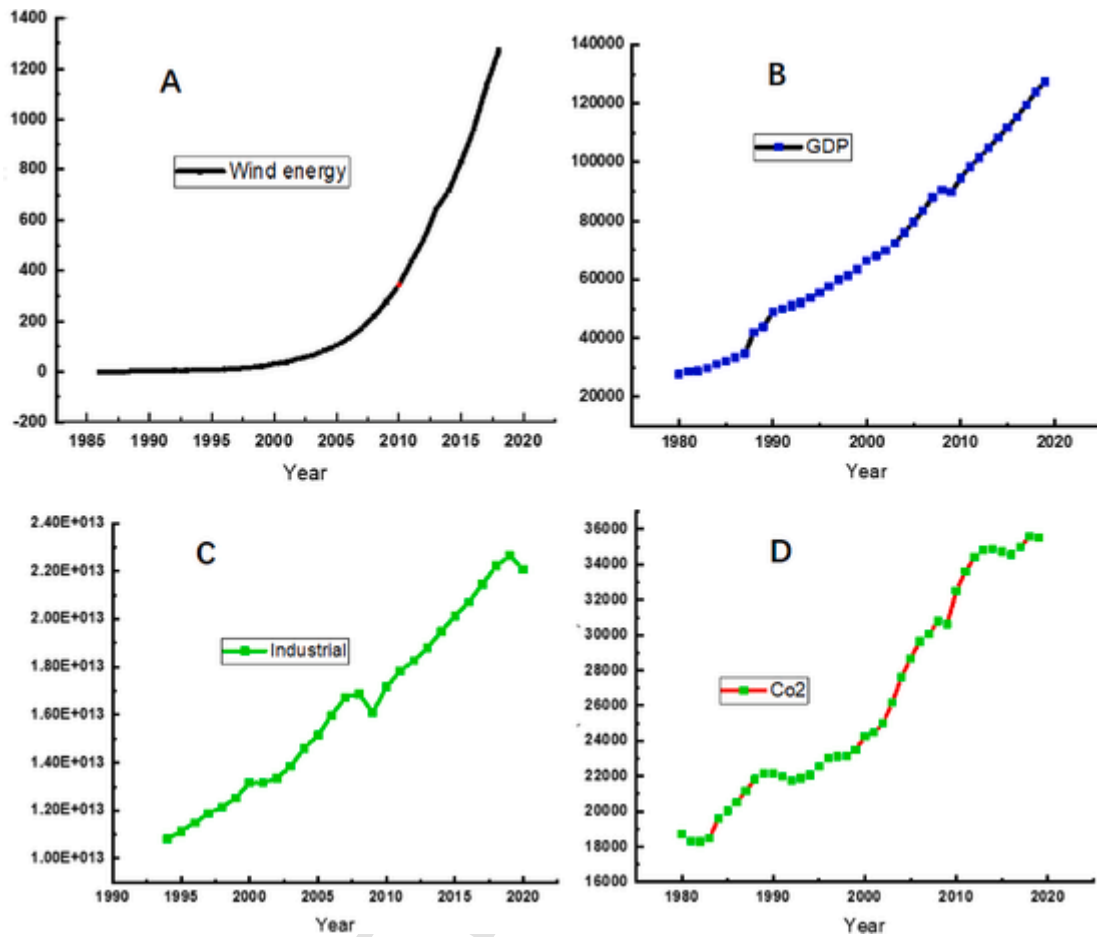 A
1400
1200
1000
800
600
400
200
0
-200
Wind energy
1985 1990 1995 2000 2005 2010 2015 2020
Year
B
140000
120000
100000
80000
60000
40000
20000
GDP
1980 1990 2000 2010 2020
Year
C
2.40E+013
2.20E+013
2.00E+013
1.80E+013
1.60E+013
1.40E+013
1.20E+013
1.00E+013
Industrial
1990 1995 2000 2005 2010 2015 2020
Year
D
36000
34000
32000
30000
28000
26000
24000
22000
20000
18000
16000
Co2
1980 1990 2000 2010 2020
Year